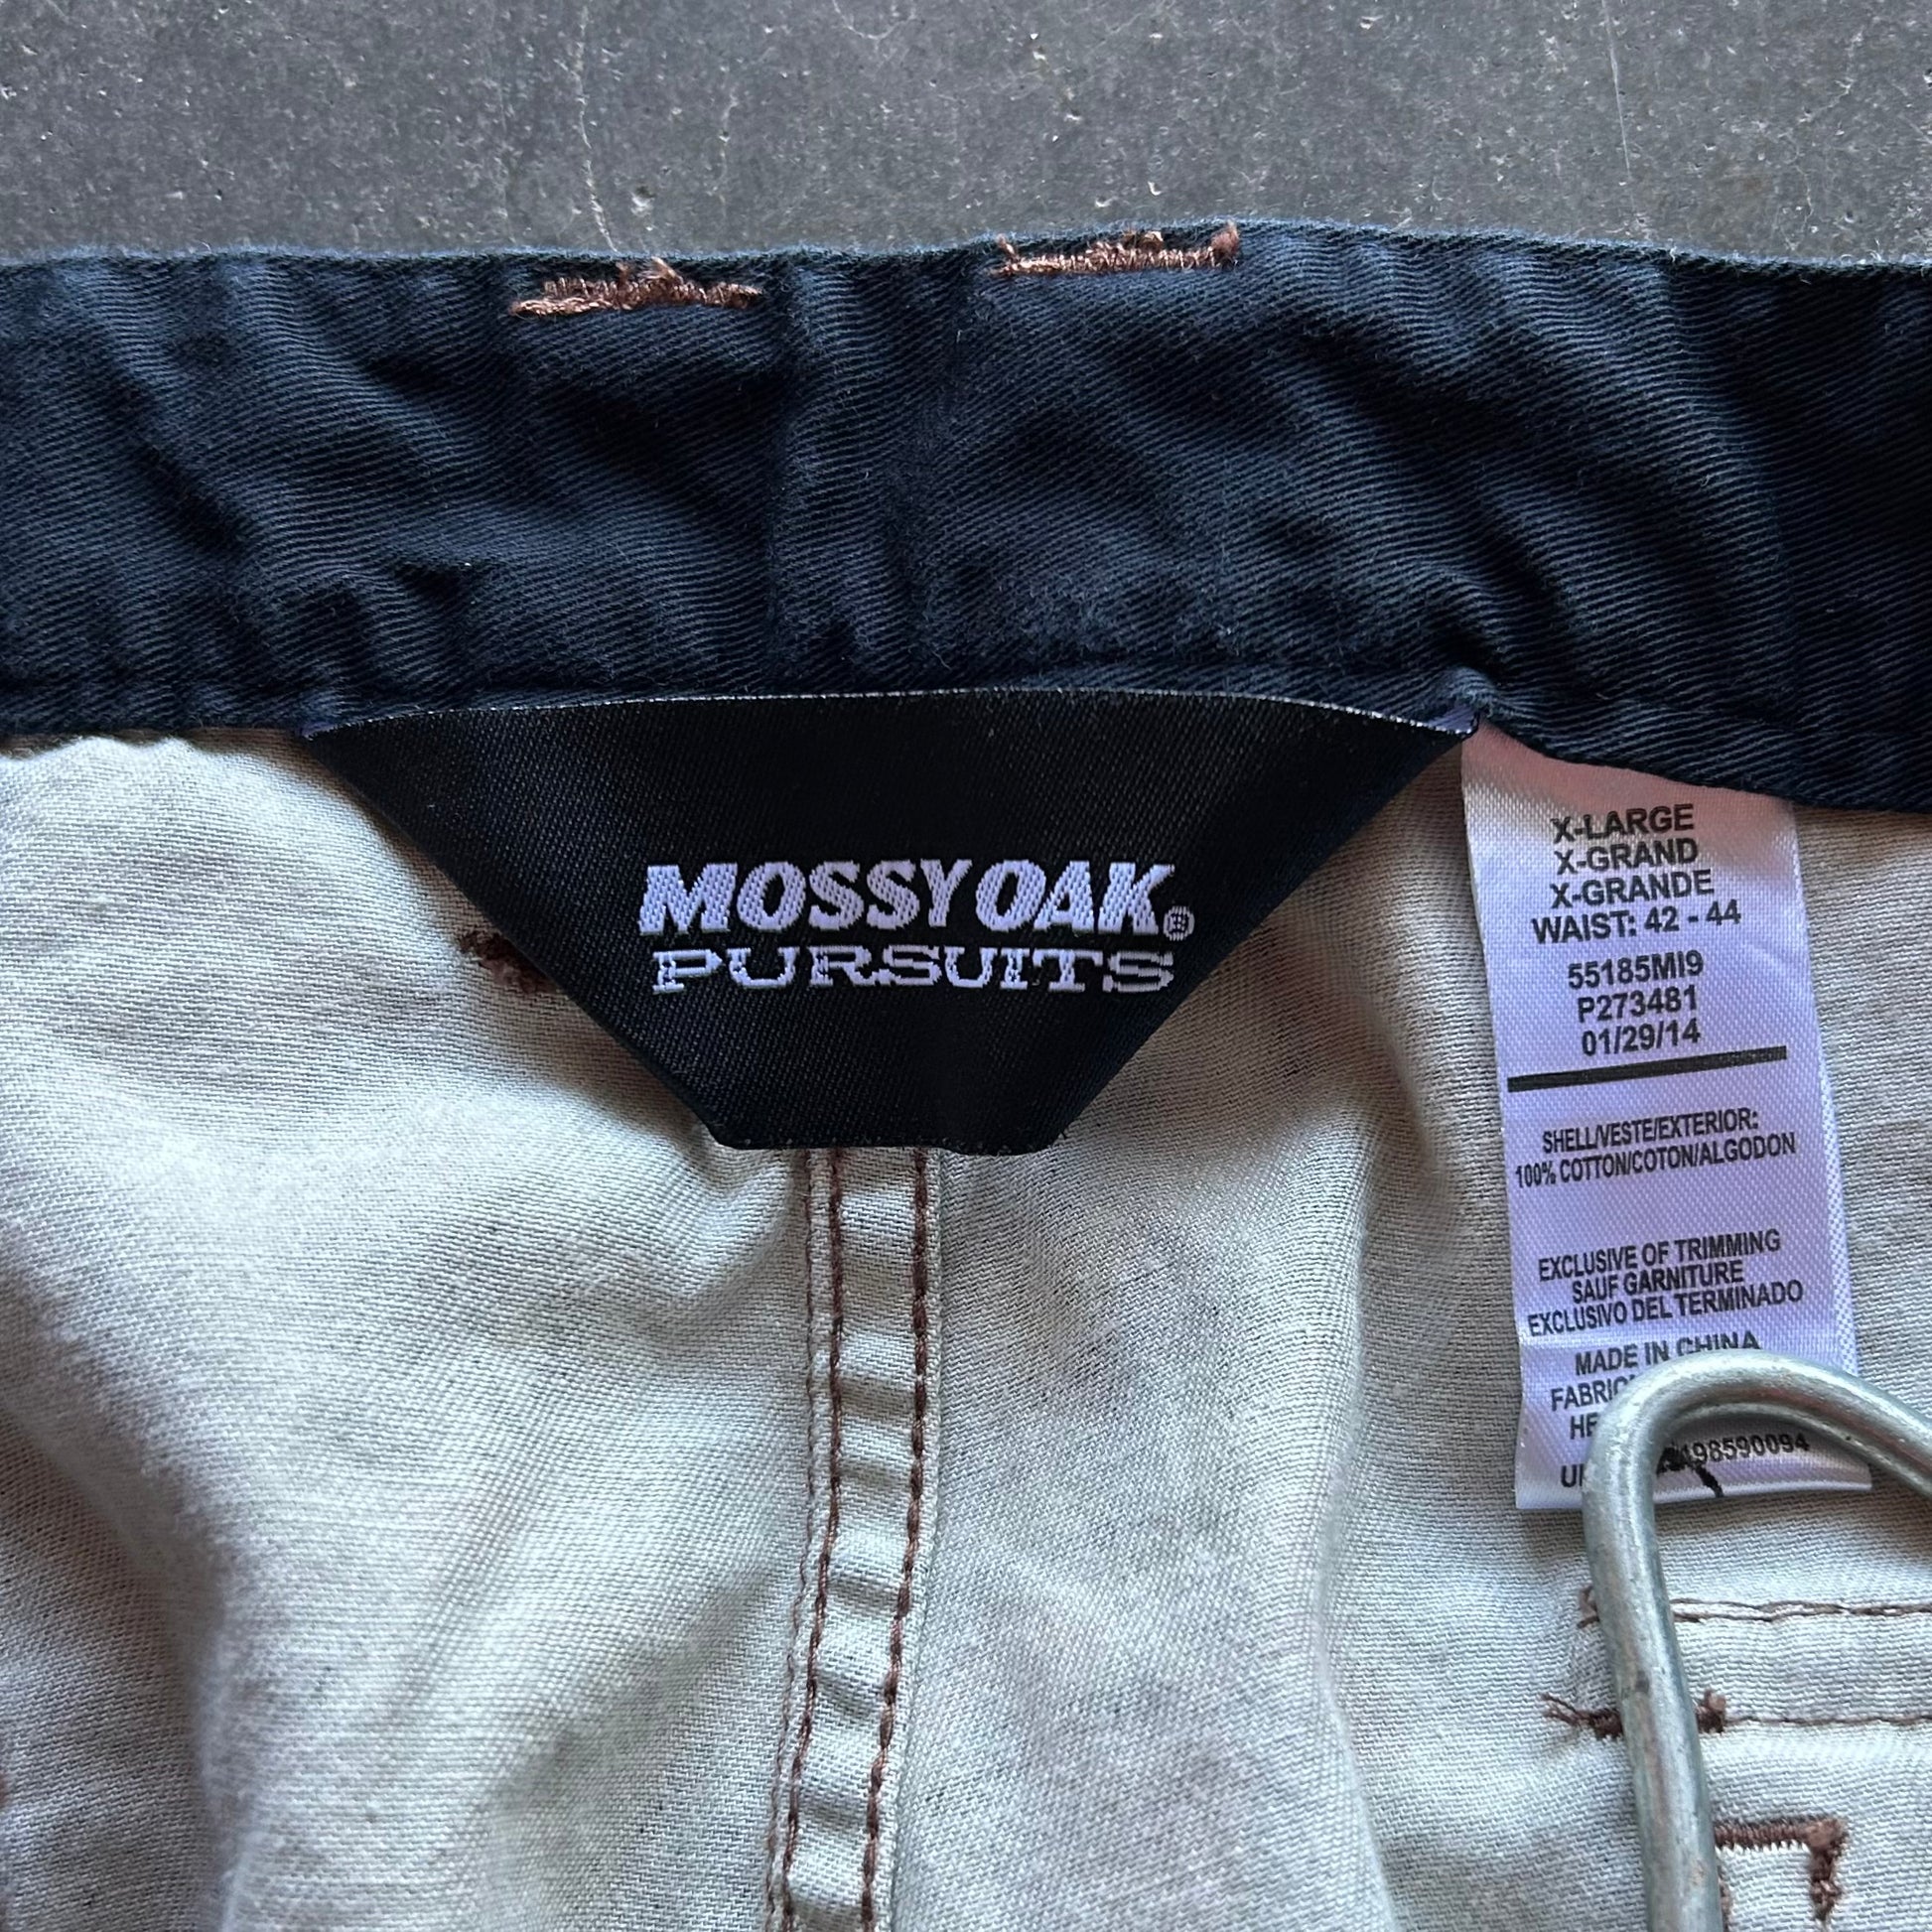 MOSSY OAK®
PURSUITS
X-LARGE
X-GRAND
X-GRANDE
WAIST: 42 - 44
55185MI9
P273481
01/29/14
SHELL/VESTE/EXTERIOR:
100% COTTON/COTON/ALGODON
EXCLUSIVE OF TRIMMING
SAUF GARNITURE
EXCLUSIVO DEL TERMINADO
MADE IN CHINA
98590094